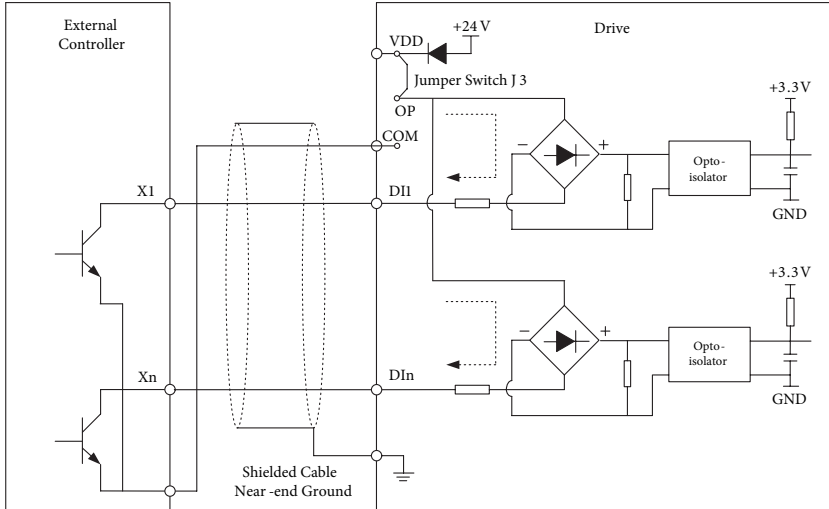 External
Controller
Drive
+24V
VDD
Jumper Switch J 3
OP
COM
+3.3V
− +
Opto-
isolator
X1
DI1
GND
+3.3V
− +
Opto-
isolator
Xn
DIn
GND
Shielded Cable
Near -end Ground